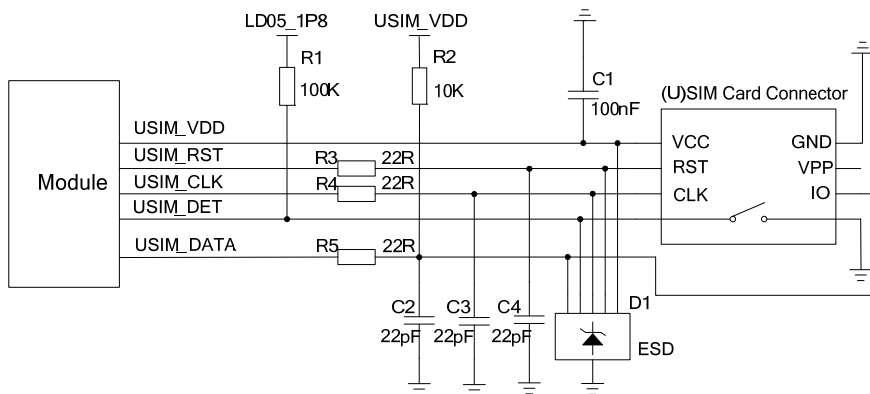 LD05_1P8
USIM_VDD
R1
100K
R2
10K
C1
100nF
(U)SIM Card Connector
Module
USIM_VDD
USIM_RST
USIM_CLK
USIM_DET
USIM_DATA
R3
22R
R4
22R
R5
22R
VCC
GND
RST
VPP
CLK
IO
C2
22pF
C3
22pF
C4
22pF
D1
ESD